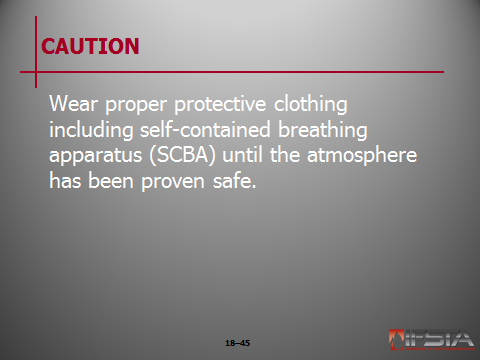 CAUTION
Wear proper protective clothing
including self-contained breathing
apparatus (SCBA) until the atmosphere
has been proven safe.
18–45
IFSTA